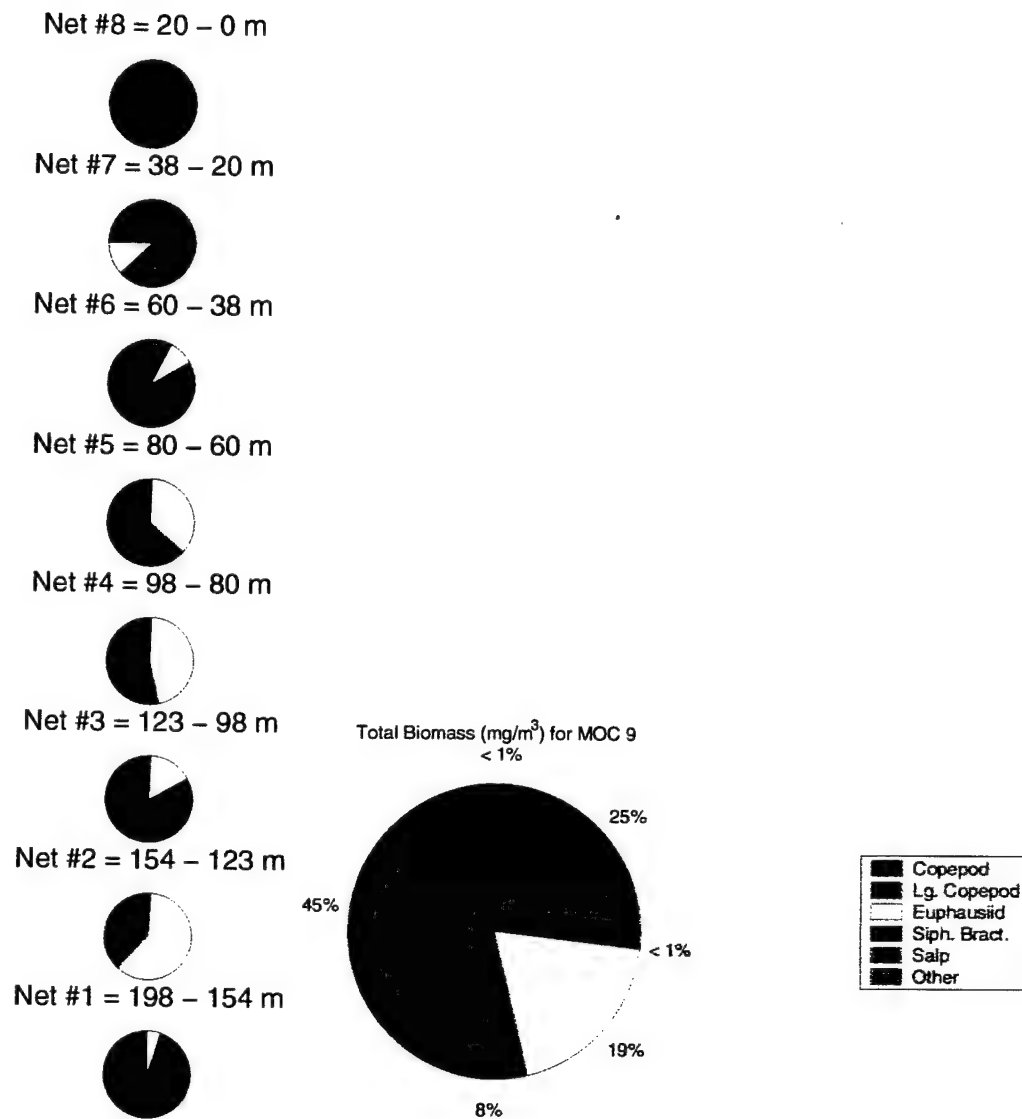 Net #8 = 20 – 0 m
Net #7 = 38 – 20 m
Net #6 = 60 – 38 m
Net #5 = 80 – 60 m
Net #4 = 98 – 80 m
Net #3 = 123 – 98 m
Net #2 = 154 – 123 m
Net #1 = 198 – 154 m
Total Biomass (mg/m³) for MOC 9
< 1%
25%
45%
< 1%
19%
8%
Copepod
Lg. Copepod
Euphausiid
Siph. Bract.
Salp
Other